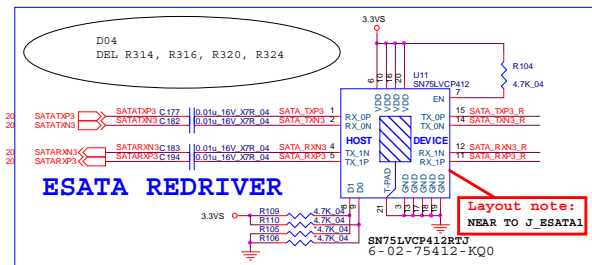 D04
DEL R314, R316, R320, R324
3.3VS
R104
4.7K_04
U11
SN75LVCP412
6 10 16 20
VDD VDD VDD VDD
EN 7
20 SATATXP3 SATATXP3 C177 0.01u_16V_X7R_04 SATA_TXP3 1 RX_0P TX_0P 15 SATA_TXP3_R
20 SATATXN3 SATATXN3 C182 0.01u_16V_X7R_04 SATA_TXN3 2 RX_0N TX_0N 14 SATA_TXN3_R
HOST DEVICE
20 SATARXN3 SATARXN3 C183 0.01u_16V_X7R_04 SATA_RXN3 4 TX_1N RX_1N 12 SATA_RXN3_R
20 SATARXP3 SATARXP3 C194 0.01u_16V_X7R_04 SATA_RXP3 5 TX_1P RX_1P 11 SATA_RXP3_R
ESATA REDRIVER
D1 D0 T-PAD GND GND GND GND GND
8 9 21 3 13 17 18 19
3.3VS
R109 4.7K_04
R110 4.7K_04
R105 *4.7K_04
R106 *4.7K_04
Layout note:
NEAR TO J_ESATA1
SN75LVCP412RTJ
6-02-75412-KQ0